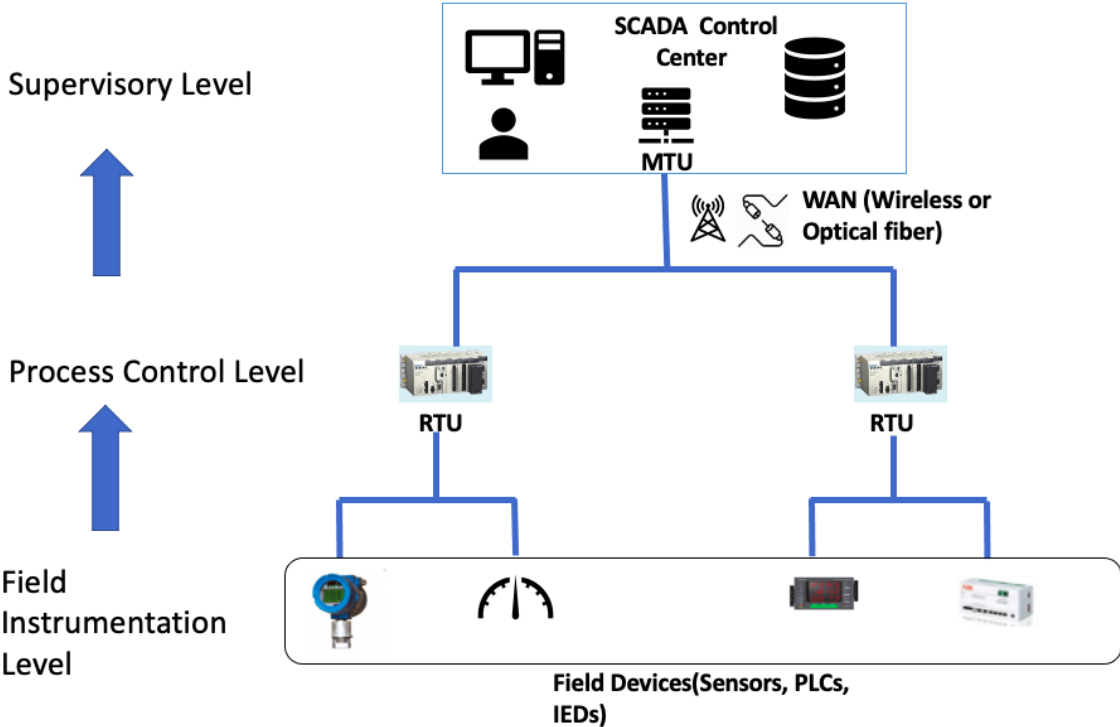 SCADA Control
Center
Supervisory Level
MTU
WAN (Wireless or
Optical fiber)
Process Control Level
RTU
RTU
Field
Instrumentation
Level
Field Devices(Sensors, PLCs,
IEDs)